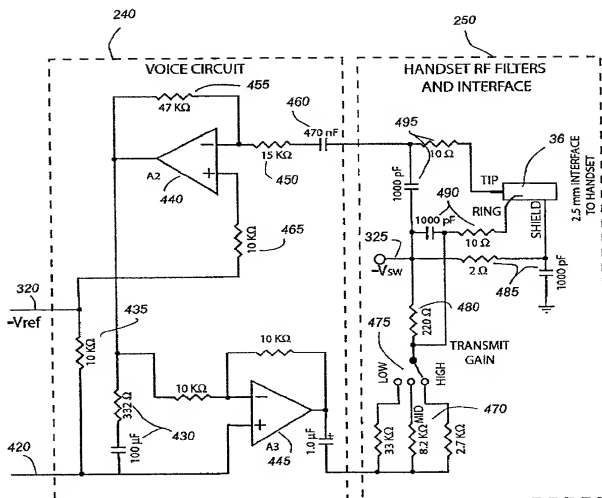 240
250
VOICE CIRCUIT
HANDSET RF FILTERS
AND INTERFACE
455
47 KΩ
460
470 nF
495
10 Ω
36
15 KΩ
450
A2
440
1000 pF
TIP
RING
SHIELD
2.5 mm INTERFACE
TO HANDSET
490
1000 pF
10 Ω
10 KΩ
465
325
-Vsw
2 Ω
485
1000 pF
320
-Vref
435
10 KΩ
480
220 Ω
475
TRANSMIT
GAIN
LOW
MID
HIGH
10 KΩ
10 KΩ
332 Ω
430
100 µF
A3
445
1.0 µF
+
470
33 KΩ
8.2 KΩ
2.7 KΩ
420